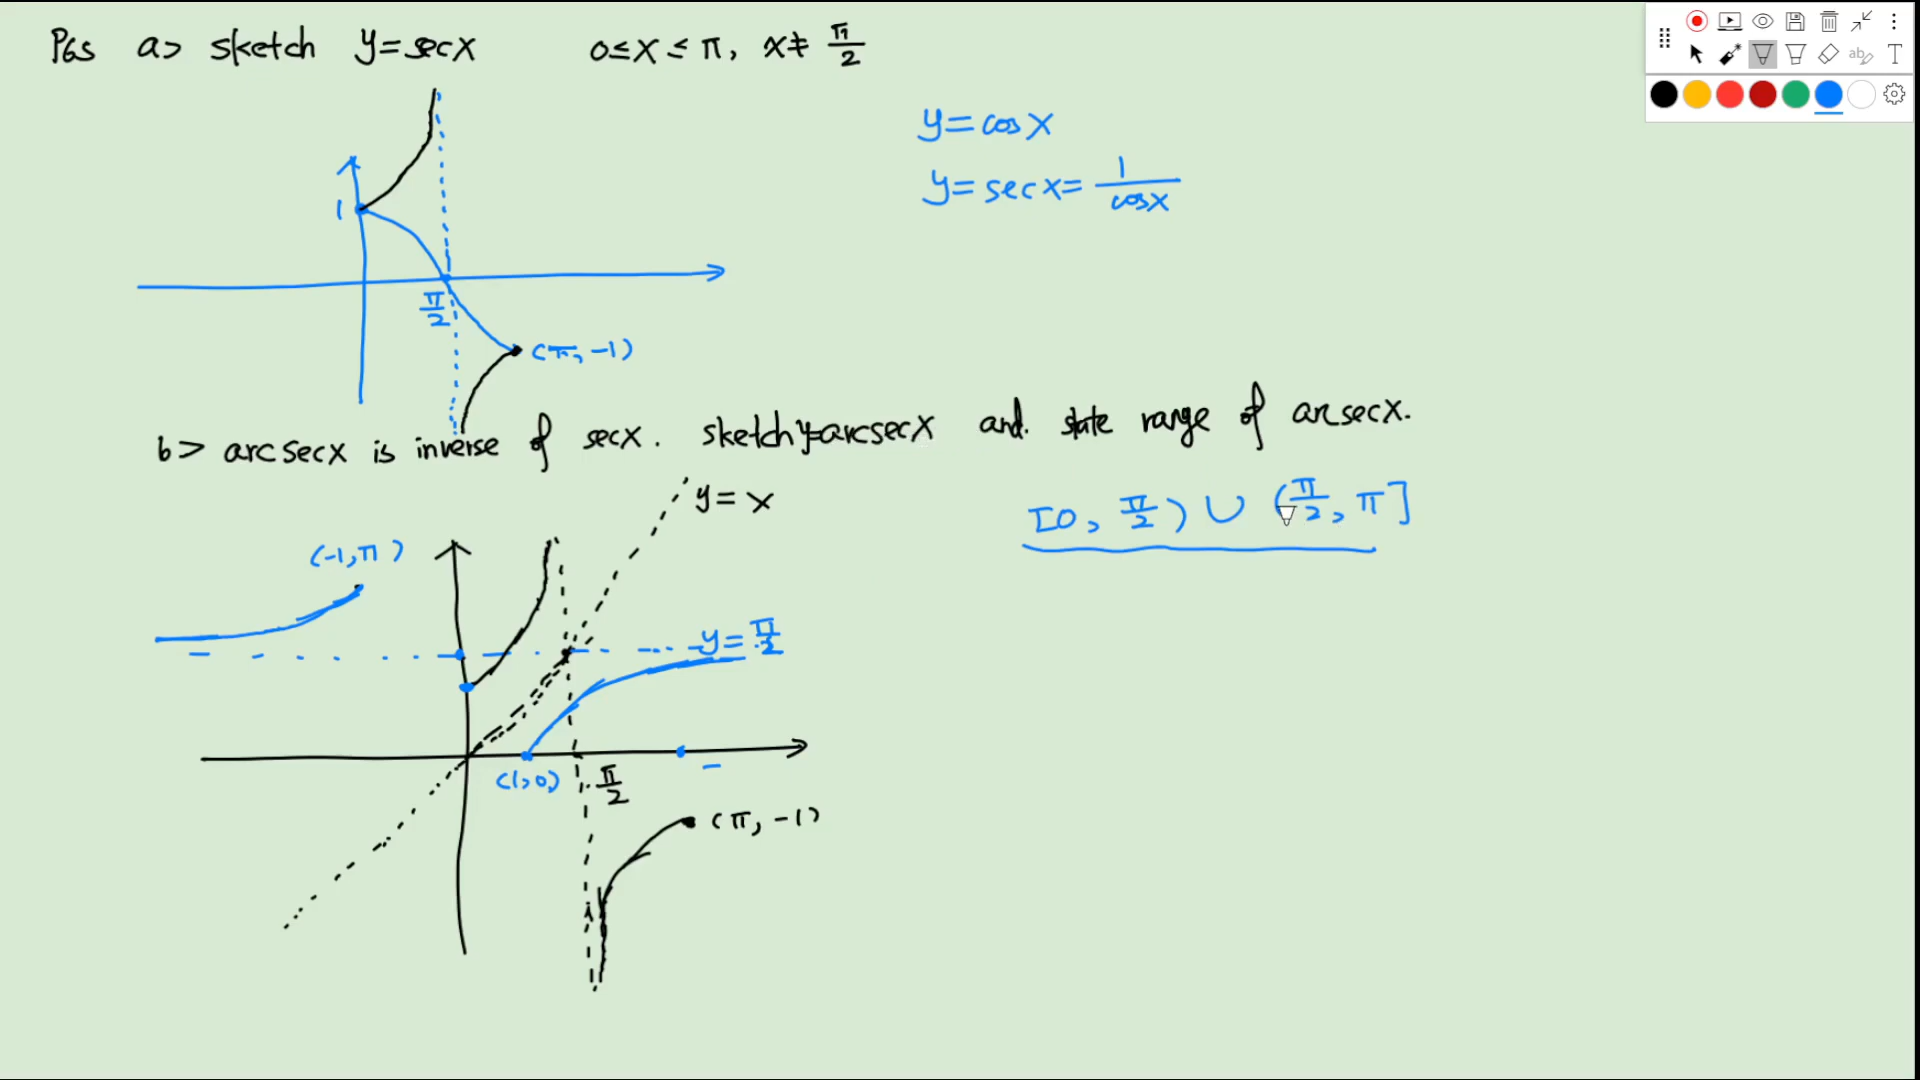 P65 a> sketch y=secx 0≤x≤π, x≠π/2
y=cosx
y=secx=1/cosx
1
π/2
(π, -1)
b> arcsecx is inverse of secx. sketch y=arcsecx and. state range of arcsecx.
y=x
[0, π/2) ∪ (π/2, π]
(-1,π)
y=π/2
(1,0)
π/2
(π, -1)